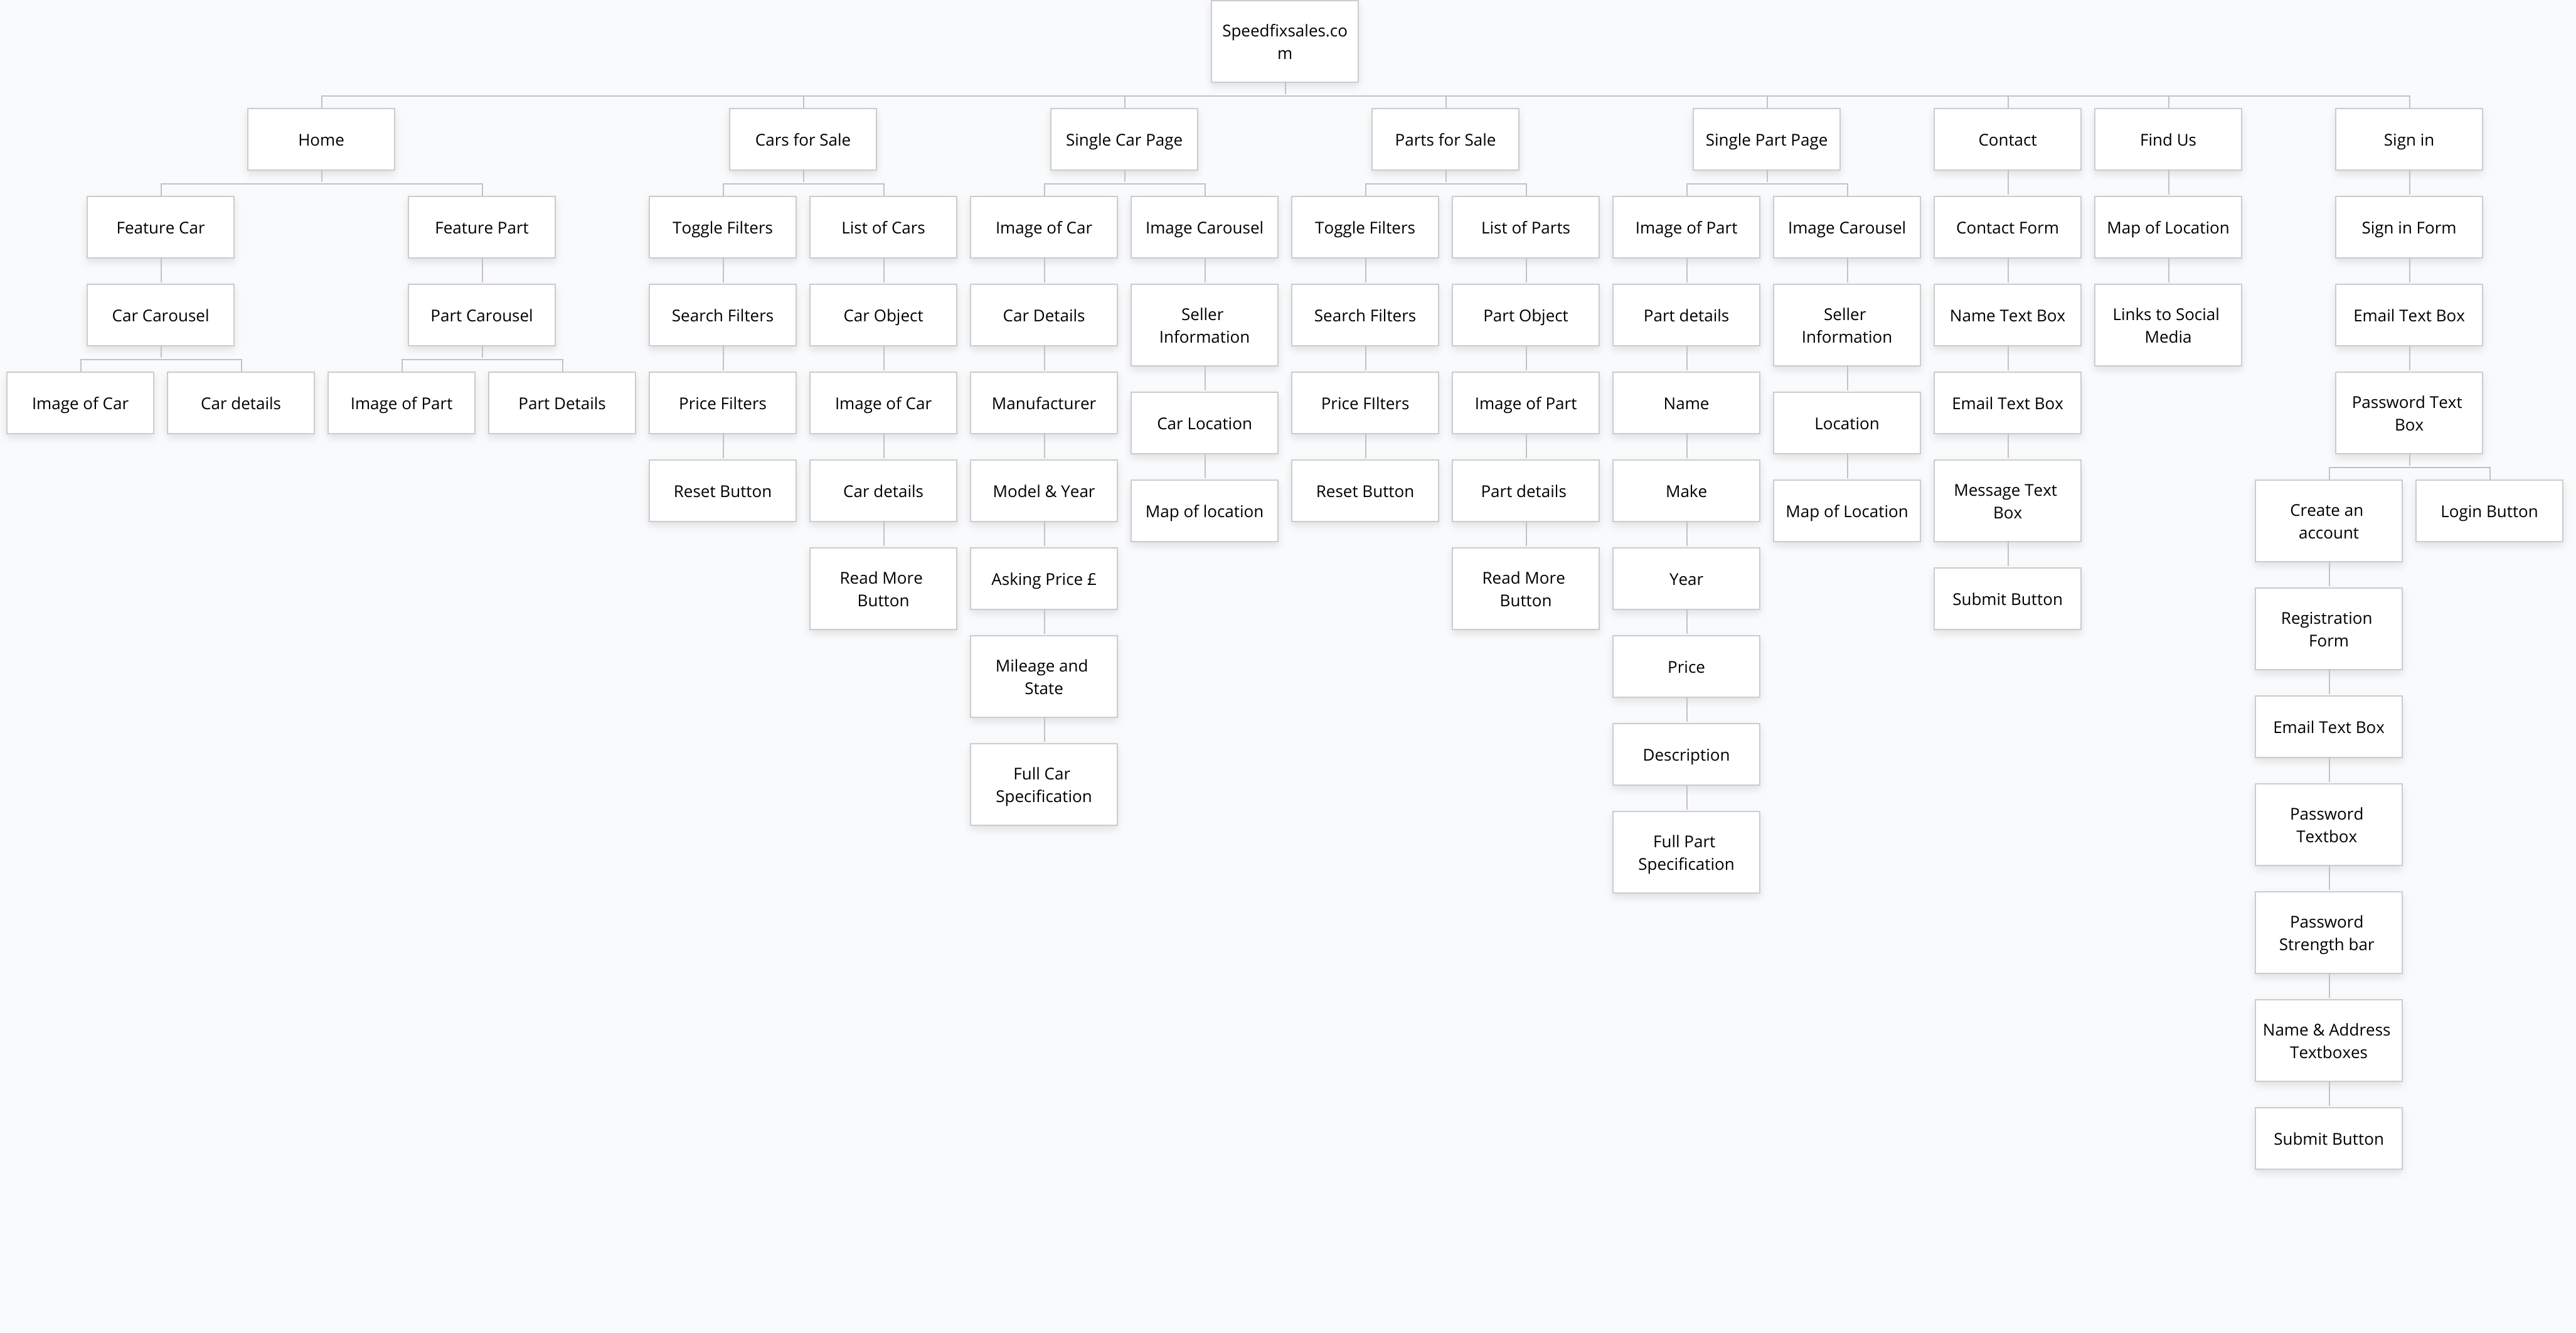 Speedfixsales.co
m
Home
Cars for Sale
Single Car Page
Parts for Sale
Single Part Page
Contact
Find Us
Sign in
Feature Car
Feature Part
Toggle Filters
List of Cars
Image of Car
Image Carousel
Toggle Filters
List of Parts
Image of Part
Image Carousel
Contact Form
Map of Location
Sign in Form
Car Carousel
Part Carousel
Search Filters
Car Object
Car Details
Seller
Information
Search Filters
Part Object
Part details
Seller
Information
Name Text Box
Links to Social
Media
Email Text Box
Image of Car
Car details
Image of Part
Part Details
Price Filters
Image of Car
Manufacturer
Car Location
Price FIlters
Image of Part
Name
Location
Email Text Box
Password Text
Box
Reset Button
Car details
Model & Year
Map of location
Reset Button
Part details
Make
Map of Location
Message Text
Box
Create an
account
Login Button
Read More
Button
Asking Price £
Read More
Button
Year
Submit Button
Registration
Form
Mileage and
State
Price
Email Text Box
Full Car
Specification
Description
Password
Textbox
Full Part
Specification
Password
Strength bar
Name & Address
Textboxes
Submit Button